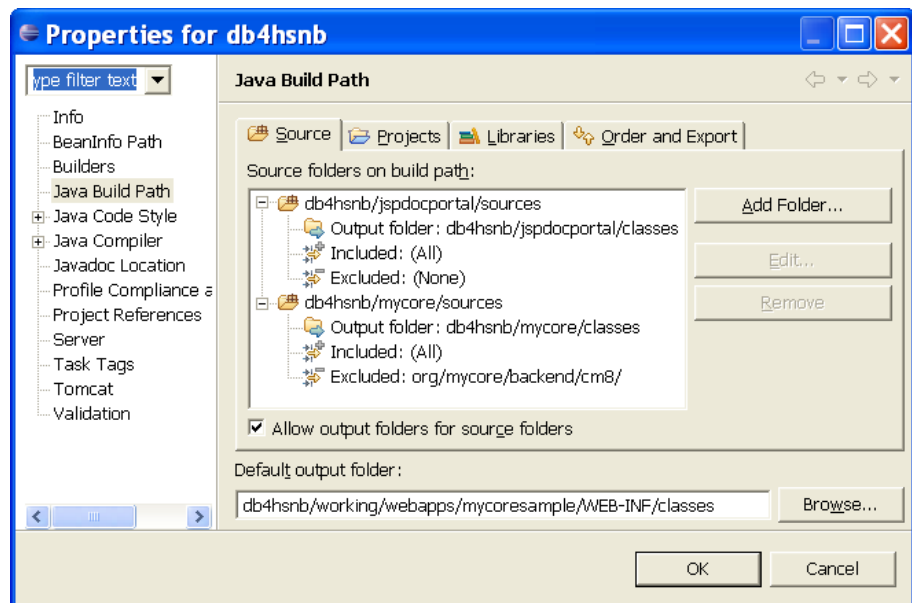 Properties for db4hsnb
ype filter text
Java Build Path
Info
BeanInfo Path
Builders
Java Build Path
Java Code Style
Java Compiler
Javadoc Location
Profile Compliance a
Project References
Server
Task Tags
Tomcat
Validation
Source Projects Libraries Order and Export
Source folders on build path:
db4hsnb/jspdocportal/sources
Output folder: db4hsnb/jspdocportal/classes
Included: (All)
Excluded: (None)
db4hsnb/mycore/sources
Output folder: db4hsnb/mycore/classes
Included: (All)
Excluded: org/mycore/backend/cm8/
Add Folder...
Edit...
Remove
Allow output folders for source folders
Default output folder:
db4hsnb/working/webapps/mycoresample/WEB-INF/classes
Browse...
OK Cancel